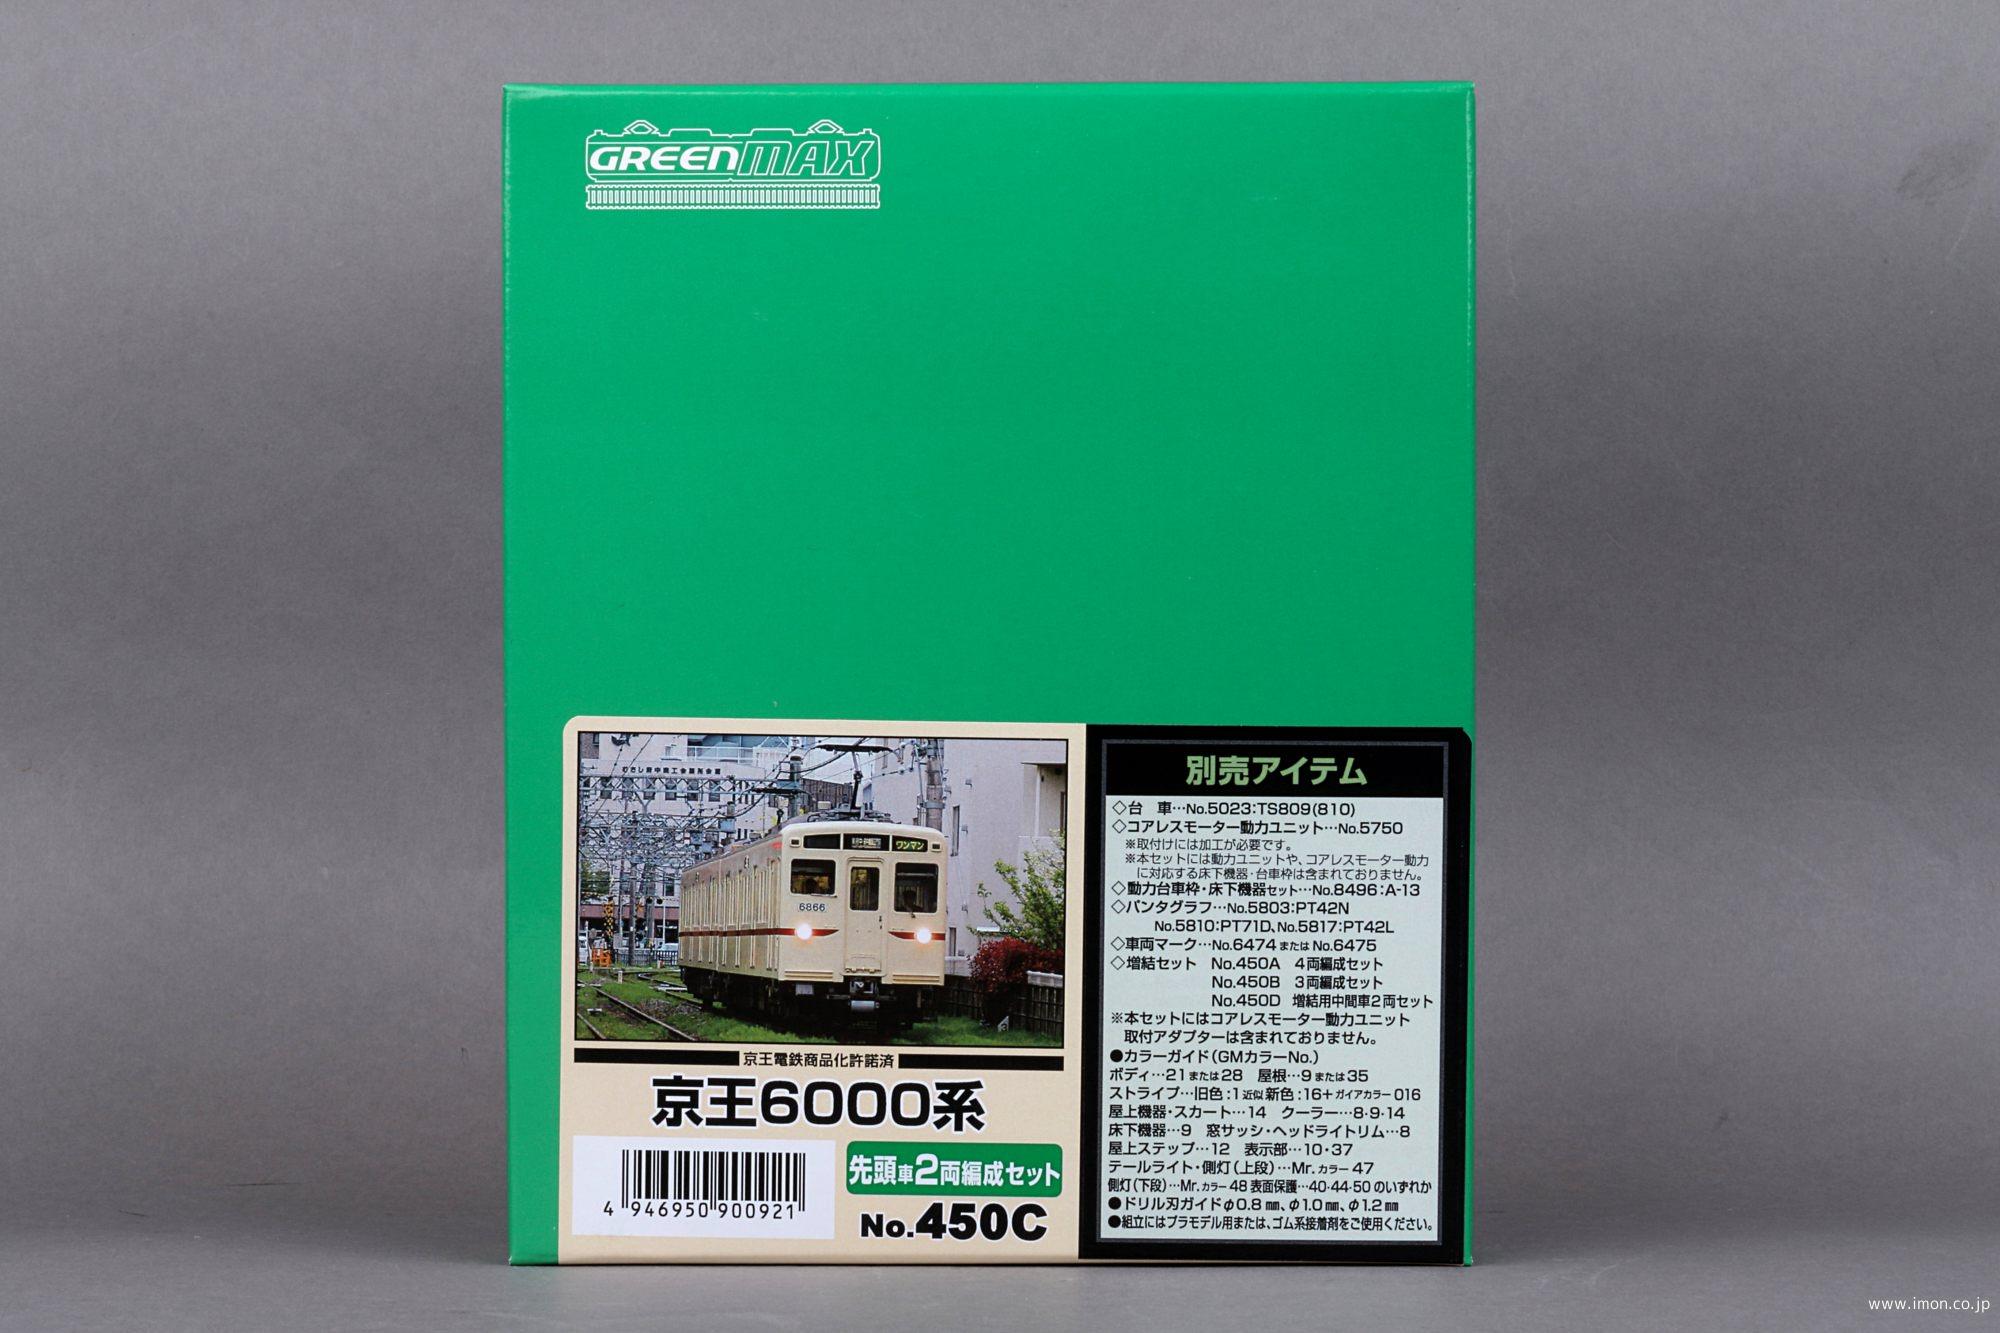 GREENMAX
むさし府中商工会議所会館
ワンマン
6866
京王電鉄商品化許諾済
京王6000系
先頭車2両編成セット
No.450C
4 946950 900921
別売アイテム
◇台　車…No.5023:TS809(810)
◇コアレスモーター動力ユニット…No.5750
※取付けには加工が必要です。
※本セットには動力ユニットや、コアレスモーター動力
に対応する床下機器・台車枠は含まれておりません。
◇動力台車枠・床下機器セット…No.8496:A-13
◇パンタグラフ…No.5803:PT42N
No.5810:PT71D、No.5817:PT42L
◇車両マーク…No.6474またはNo.6475
◇増結セット　No.450A　4両編成セット
No.450B　3両編成セット
No.450D　増結用中間車2両セット
※本セットにはコアレスモーター動力ユニット
取付アダプターは含まれておりません。
●カラーガイド(GMカラーNo.)
ボディ…21または28　屋根…9または35
ストライプ…旧色:1近似 新色:16+ガイアカラー016
屋上機器・スカート…14　クーラー…8・9・14
床下機器…9　窓サッシ・ヘッドライトリム…8
屋上ステップ…12　表示部…10・37
テールライト・側灯(上段)…Mr.カラー47
側灯(下段)…Mr.カラー48 表面保護…40・44・50のいずれか
●ドリル刃ガイドφ0.8㎜、φ1.0㎜、φ1.2㎜
●組立にはプラモデル用または、ゴム系接着剤をご使用ください。
www.imon.co.jp